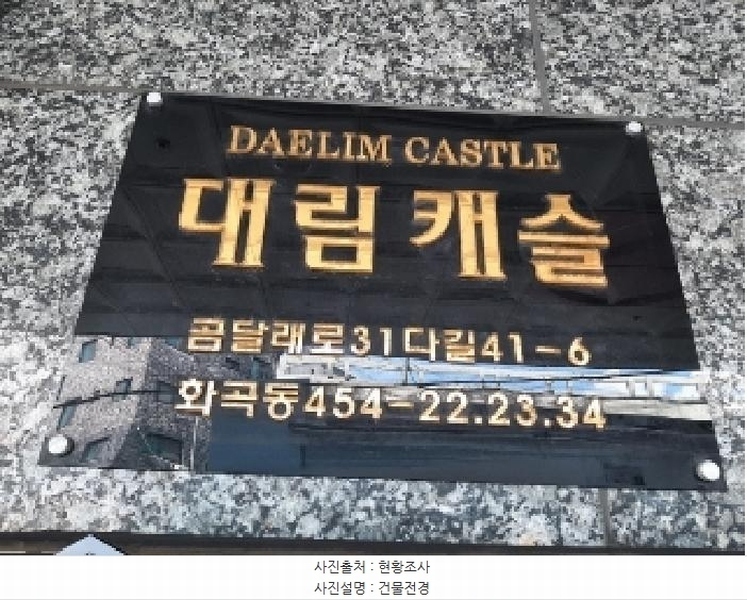 DAELIM CASTLE
대림캐슬
곰달래로31다길41-6
화곡동454-22.23.34
사진출처 : 현황조사
사진설명 : 건물전경